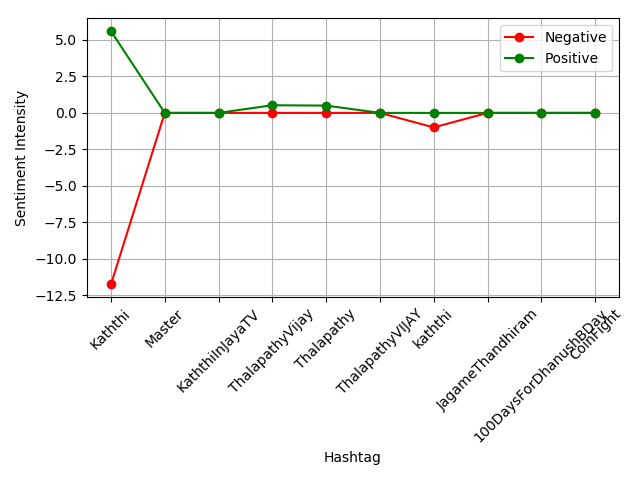 Negative
Positive
5.0
2.5
0.0
−2.5
−5.0
−7.5
−10.0
−12.5
Sentiment Intensity
Kaththi
Master
KaththiInJayaTV
ThalapathyVijay
Thalapathy
ThalapathyVIJAY
kaththi
JagameThandhiram
100DaysForDhanushBDay
CoinFight
Hashtag